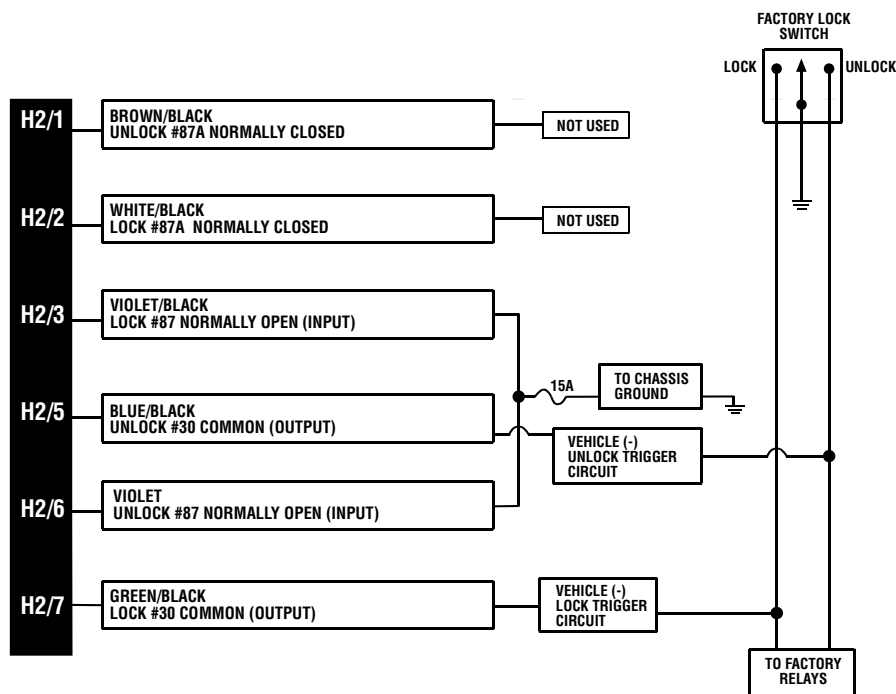 FACTORY LOCK
SWITCH
LOCK
UNLOCK
H2/1
BROWN/BLACK
UNLOCK #87A NORMALLY CLOSED
NOT USED
H2/2
WHITE/BLACK
LOCK #87A NORMALLY CLOSED
NOT USED
H2/3
VIOLET/BLACK
LOCK #87 NORMALLY OPEN (INPUT)
15A
TO CHASSIS
GROUND
H2/5
BLUE/BLACK
UNLOCK #30 COMMON (OUTPUT)
VEHICLE (-)
UNLOCK TRIGGER
CIRCUIT
H2/6
VIOLET
UNLOCK #87 NORMALLY OPEN (INPUT)
H2/7
GREEN/BLACK
LOCK #30 COMMON (OUTPUT)
VEHICLE (-)
LOCK TRIGGER
CIRCUIT
TO FACTORY
RELAYS